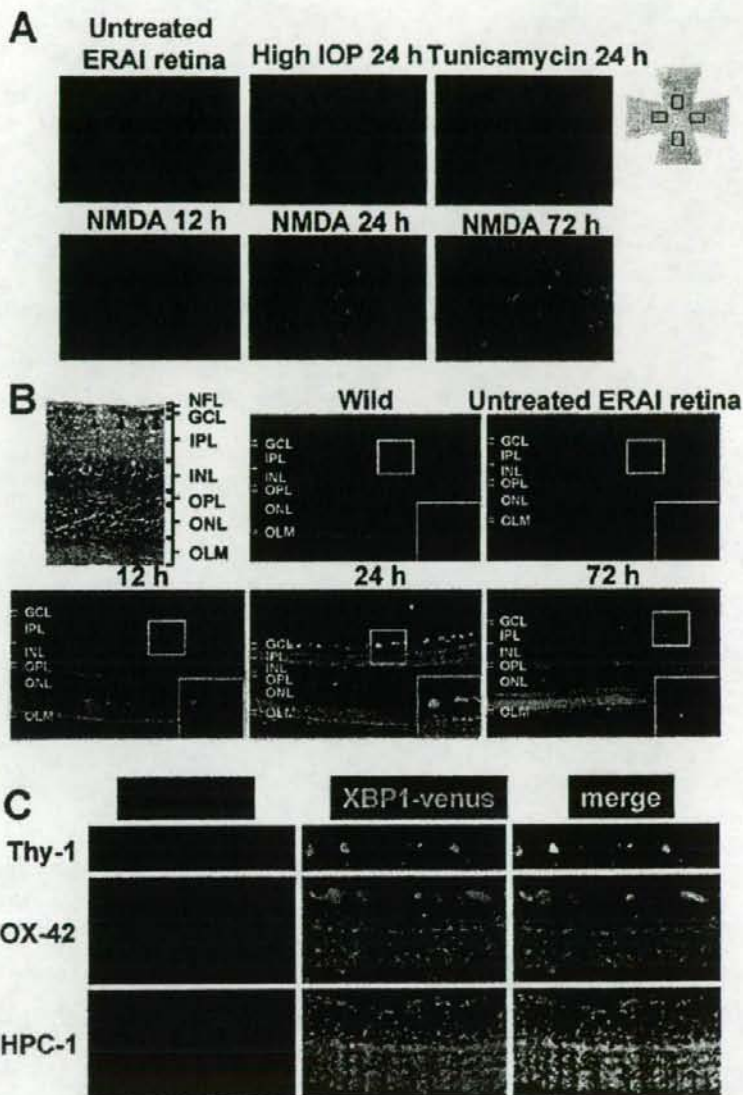 A
Untreated ERAI retina
High IOP 24 h
Tunicamycin 24 h
NMDA 12 h
NMDA 24 h
NMDA 72 h
B
NFL
GCL
IPL
INL
OPL
ONL
OLM
Wild
GCL
IPL
INL
OPL
ONL
OLM
Untreated ERAI retina
GCL
IPL
INL
OPL
ONL
OLM
12 h
GCL
IPL
INL
OPL
ONL
OLM
24 h
GCL
IPL
INL
OPL
ONL
OLM
72 h
GCL
IPL
INL
OPL
ONL
OLM
C
XBP1-venus
merge
Thy-1
OX-42
HPC-1